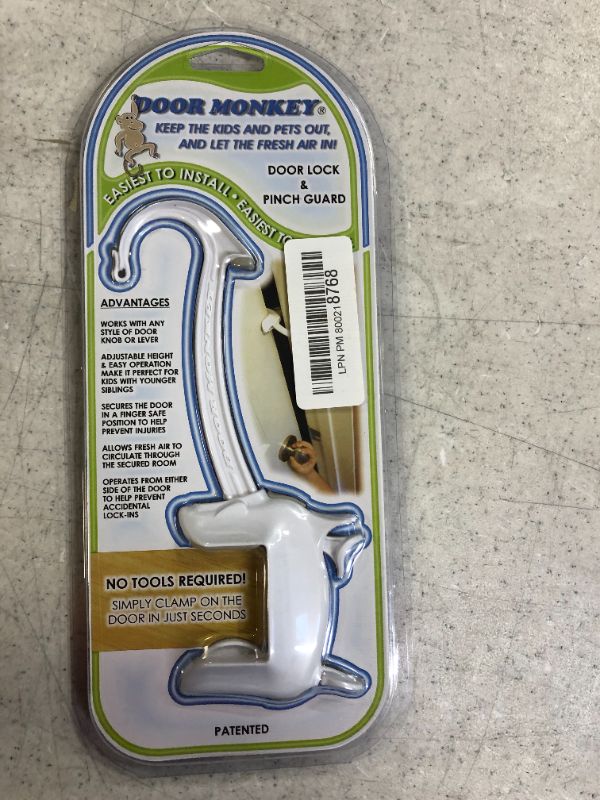 DOOR MONKEY®
KEEP THE KIDS AND PETS OUT,
AND LET THE FRESH AIR IN!
DOOR LOCK
&
PINCH GUARD
EASIEST TO INSTALL • EASIEST TO
LPN PM 800218768
ADVANTAGES
WORKS WITH ANY
STYLE OF DOOR
KNOB OR LEVER
ADJUSTABLE HEIGHT
& EASY OPERATION
MAKE IT PERFECT FOR
KIDS WITH YOUNGER
SIBLINGS
SECURES THE DOOR
IN A FINGER SAFE
POSITION TO HELP
PREVENT INJURIES
ALLOWS FRESH AIR TO
CIRCULATE THROUGH
THE SECURED ROOM
OPERATES FROM EITHER
SIDE OF THE DOOR
TO HELP PREVENT
ACCIDENTAL
LOCK-INS
NO TOOLS REQUIRED!
SIMPLY CLAMP ON THE
DOOR IN JUST SECONDS
PATENTED